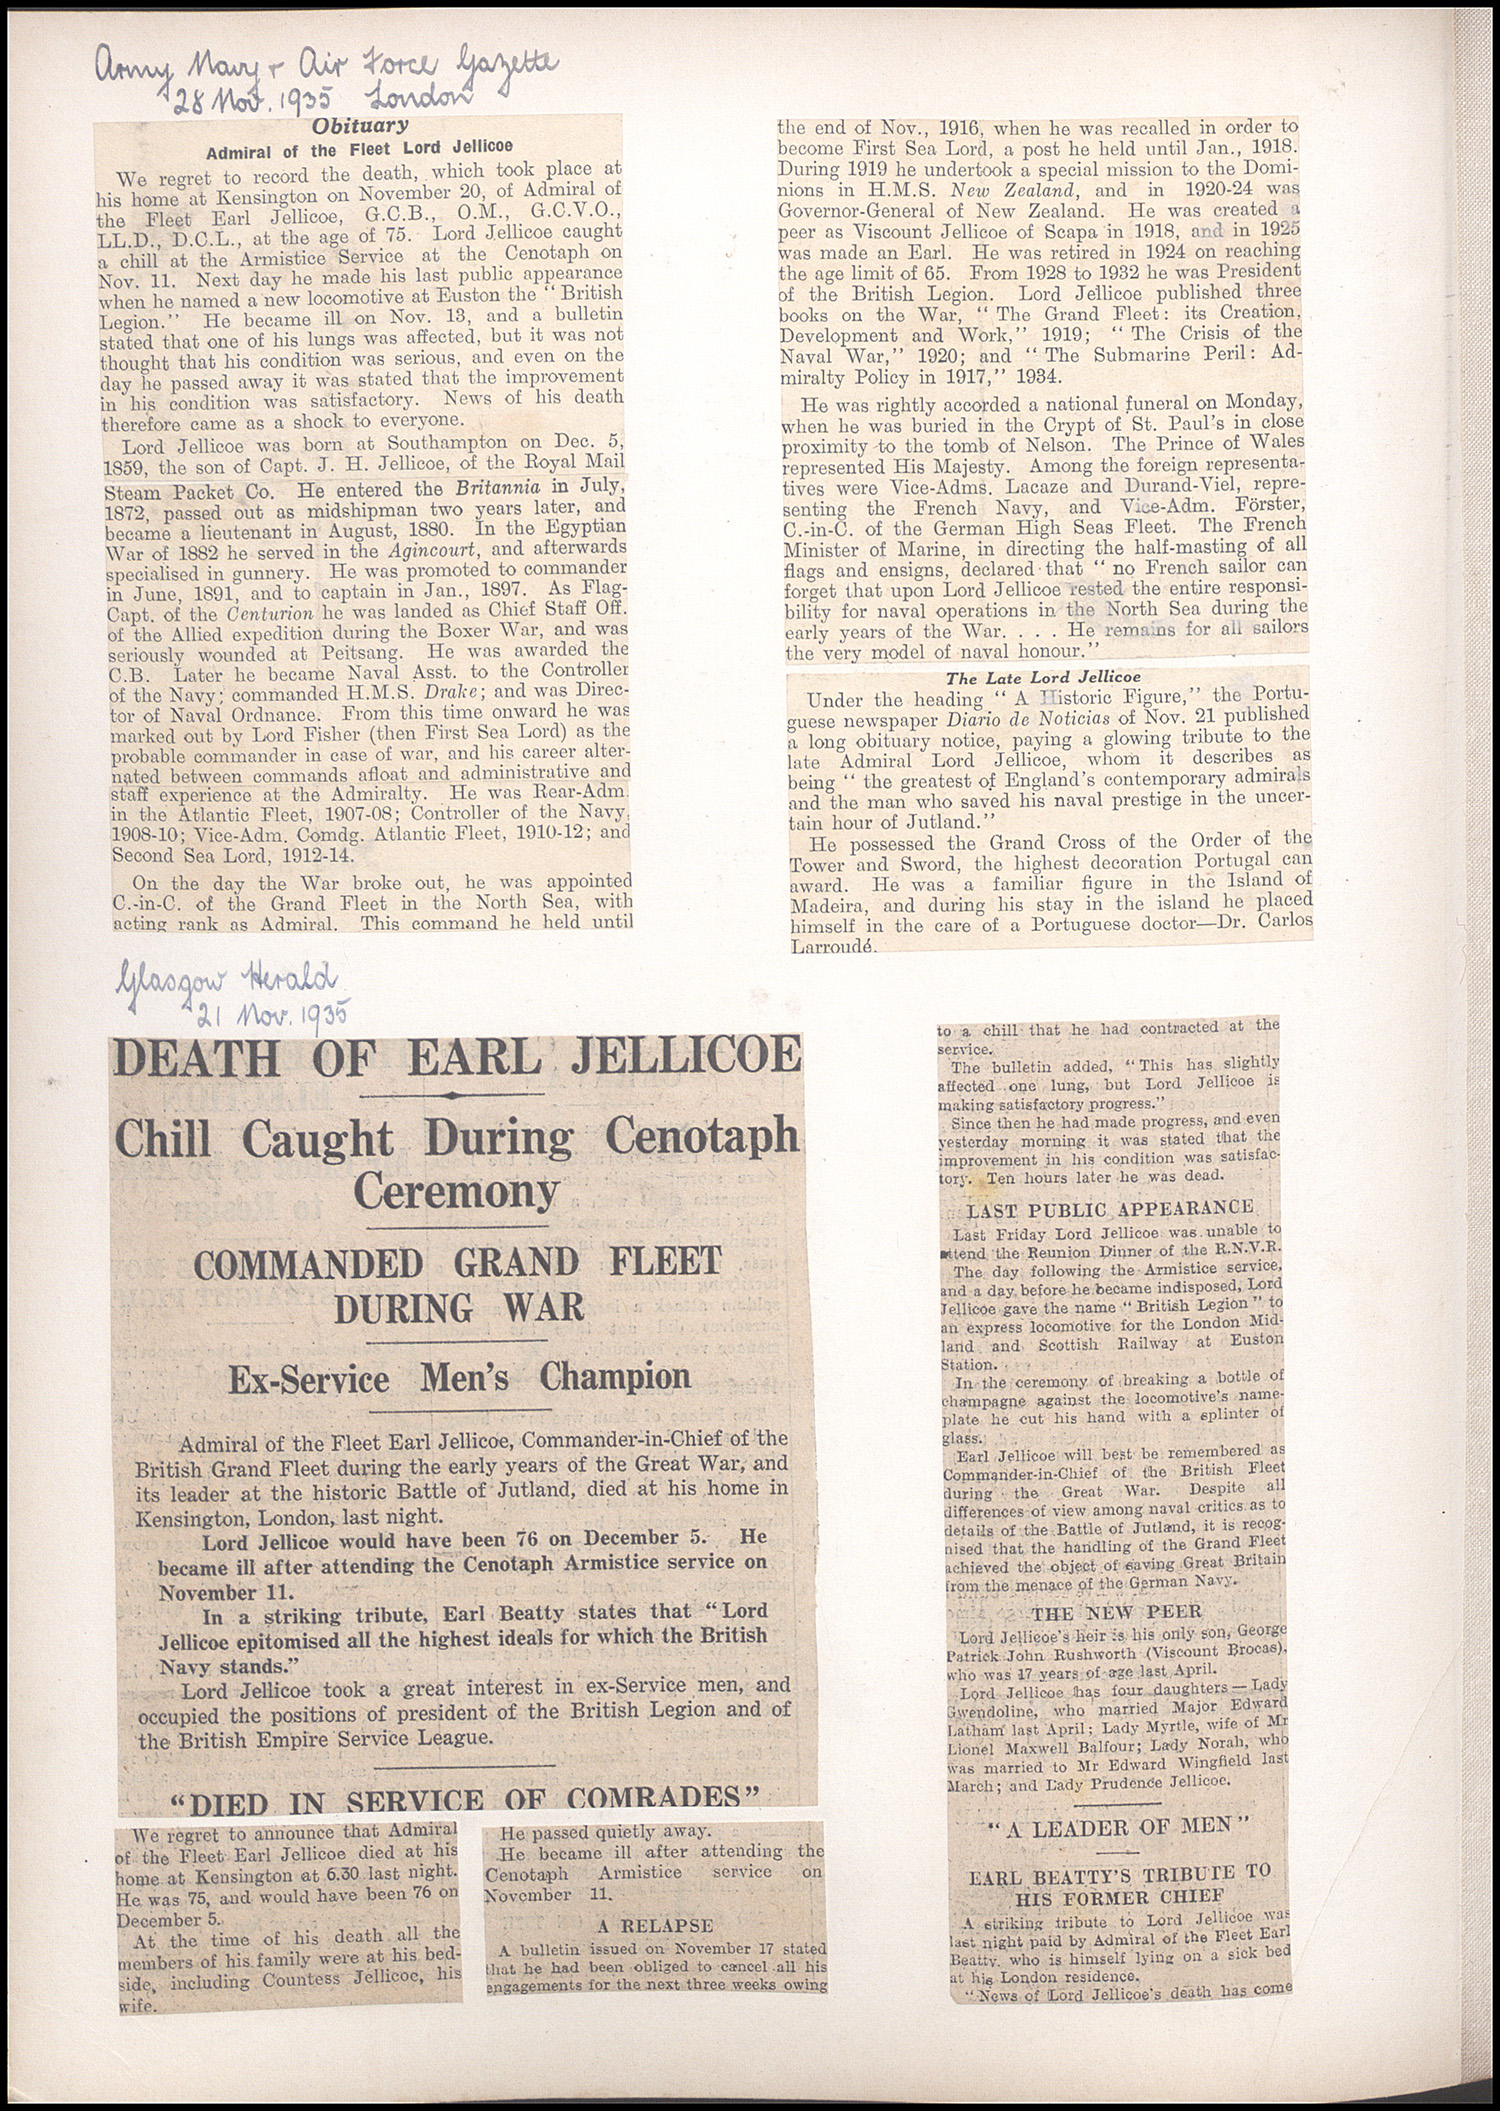 Army Navy & Air Force Gazette
28 Nov. 1935 London
Obituary
Admiral of the Fleet Lord Jellicoe
We regret to record the death, which took place at
his home at Kensington on November 20, of Admiral of
the Fleet Earl Jellicoe, G.C.B., O.M., G.C.V.O.,
LL.D., D.C.L., at the age of 75. Lord Jellicoe caught
a chill at the Armistice Service at the Cenotaph on
Nov. 11. Next day he made his last public appearance
when he named a new locomotive at Euston the "British
Legion." He became ill on Nov. 13, and a bulletin
stated that one of his lungs was affected, but it was not
thought that his condition was serious, and even on the
day he passed away it was stated that the improvement
in his condition was satisfactory. News of his death
therefore came as a shock to everyone.
Lord Jellicoe was born at Southampton on Dec. 5,
1859, the son of Capt. J. H. Jellicoe, of the Royal Mail
Steam Packet Co. He entered the Britannia in July,
1872, passed out as midshipman two years later, and
became a lieutenant in August, 1880. In the Egyptian
War of 1882 he served in the Agincourt, and afterwards
specialised in gunnery. He was promoted to commander
in June, 1891, and to captain in Jan., 1897. As Flag-
Capt. of the Centurion he was landed as Chief Staff Off.
of the Allied expedition during the Boxer War, and was
seriously wounded at Peitsang. He was awarded the
C.B. Later he became Naval Asst. to the Controller
of the Navy; commanded H.M.S. Drake; and was Direc-
tor of Naval Ordnance. From this time onward he was
marked out by Lord Fisher (then First Sea Lord) as the
probable commander in case of war, and his career alter-
nated between commands afloat and administrative and
staff experience at the Admiralty. He was Rear-Adm.
in the Atlantic Fleet, 1907-08; Controller of the Navy,
1908-10; Vice-Adm. Comdg. Atlantic Fleet, 1910-12; and
Second Sea Lord, 1912-14.
On the day the War broke out, he was appointed
C.-in-C. of the Grand Fleet in the North Sea, with
acting rank as Admiral. This command he held until
the end of Nov., 1916, when he was recalled in order to
become First Sea Lord, a post he held until Jan., 1918.
During 1919 he undertook a special mission to the Domi-
nions in H.M.S. New Zealand, and in 1920-24 was
Governor-General of New Zealand. He was created a
peer as Viscount Jellicoe of Scapa in 1918, and in 1925
was made an Earl. He was retired in 1924 on reaching
the age limit of 65. From 1928 to 1932 he was President
of the British Legion. Lord Jellicoe published three
books on the War, "The Grand Fleet: its Creation,
Development and Work," 1919; "The Crisis of the
Naval War," 1920; and "The Submarine Peril: Ad-
miralty Policy in 1917," 1934.
He was rightly accorded a national funeral on Monday,
when he was buried in the Crypt of St. Paul's in close
proximity to the tomb of Nelson. The Prince of Wales
represented His Majesty. Among the foreign representa-
tives were Vice-Adms. Lacaze and Durand-Viel, repre-
senting the French Navy, and Vice-Adm. Förster,
C.-in-C. of the German High Seas Fleet. The French
Minister of Marine, in directing the half-masting of all
flags and ensigns, declared that "no French sailor can
forget that upon Lord Jellicoe rested the entire responsi-
bility for naval operations in the North Sea during the
early years of the War. . . . He remains for all sailors
the very model of naval honour."
The Late Lord Jellicoe
Under the heading "A Historic Figure," the Portu-
guese newspaper Diario de Noticias of Nov. 21 published
a long obituary notice, paying a glowing tribute to the
late Admiral Lord Jellicoe, whom it describes as
being "the greatest of England's contemporary admirals
and the man who saved his naval prestige in the uncer-
tain hour of Jutland."
He possessed the Grand Cross of the Order of the
Tower and Sword, the highest decoration Portugal can
award. He was a familiar figure in the Island of
Madeira, and during his stay in the island he placed
himself in the care of a Portuguese doctor—Dr. Carlos
Larroudé.
Glasgow Herald
21 Nov. 1935
DEATH OF EARL JELLICOE
Chill Caught During Cenotaph
Ceremony
COMMANDED GRAND FLEET
DURING WAR
Ex-Service Men's Champion
Admiral of the Fleet Earl Jellicoe, Commander-in-Chief of the
British Grand Fleet during the early years of the Great War, and
its leader at the historic Battle of Jutland, died at his home in
Kensington, London, last night.
Lord Jellicoe would have been 76 on December 5. He
became ill after attending the Cenotaph Armistice service on
November 11.
In a striking tribute, Earl Beatty states that "Lord
Jellicoe epitomised all the highest ideals for which the British
Navy stands."
Lord Jellicoe took a great interest in ex-Service men, and
occupied the positions of president of the British Legion and of
the British Empire Service League.
"DIED IN SERVICE OF COMRADES"
We regret to announce that Admiral
of the Fleet Earl Jellicoe died at his
home at Kensington at 6.30 last night.
He was 75, and would have been 76 on
December 5.
At the time of his death all the
members of his family were at his bed-
side, including Countess Jellicoe, his
wife.
He passed quietly away.
He became ill after attending the
Cenotaph Armistice service on
November 11.
A RELAPSE
A bulletin issued on November 17 stated
that he had been obliged to cancel all his
engagements for the next three weeks owing
to a chill that he had contracted at the
service.
The bulletin added, "This has slightly
affected one lung, but Lord Jellicoe is
making satisfactory progress."
Since then he had made progress, and even
yesterday morning it was stated that the
improvement in his condition was satisfac-
tory. Ten hours later he was dead.
LAST PUBLIC APPEARANCE
Last Friday Lord Jellicoe was unable to
attend the Reunion Dinner of the R.N.V.R.
The day following the Armistice service,
and a day before he became indisposed, Lord
Jellicoe gave the name "British Legion" to
an express locomotive for the London Mid-
land and Scottish Railway at Euston
Station.
In the ceremony of breaking a bottle of
champagne against the locomotive's name-
plate he cut his hand with a splinter of
glass.
Earl Jellicoe will best be remembered as
Commander-in-Chief of the British Fleet
during the Great War. Despite all
differences of view among naval critics as to
details of the Battle of Jutland, it is recog-
nised that the handling of the Grand Fleet
achieved the object of saving Great Britain
from the menace of the German Navy.
THE NEW PEER
Lord Jellicoe's heir is his only son, George
Patrick John Rushworth (Viscount Brocas),
who was 17 years of age last April.
Lord Jellicoe has four daughters—Lady
Gwendoline, who married Major Edward
Latham last April; Lady Myrtle, wife of Mr
Lionel Maxwell Balfour; Lady Norah, who
was married to Mr Edward Wingfield last
March; and Lady Prudence Jellicoe.
"A LEADER OF MEN"
EARL BEATTY'S TRIBUTE TO
HIS FORMER CHIEF
A striking tribute to Lord Jellicoe was
last night paid by Admiral of the Fleet Earl
Beatty, who is himself lying on a sick bed
at his London residence.
"News of Lord Jellicoe's death has come